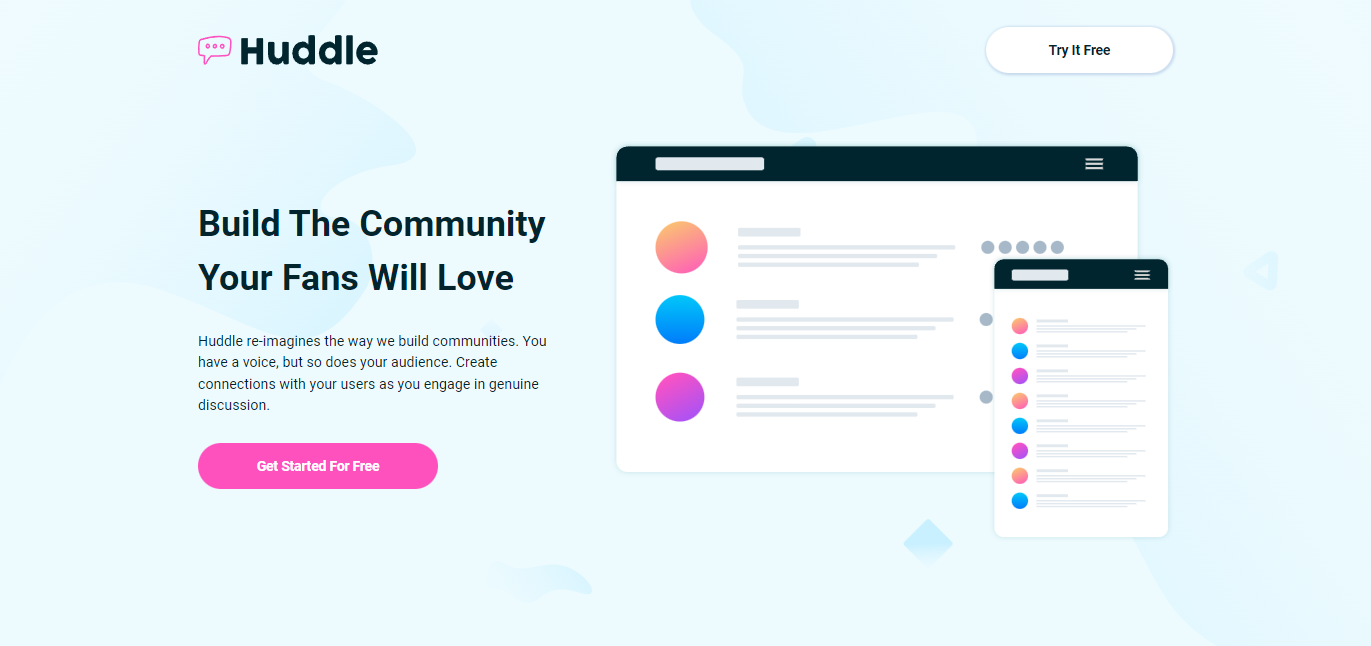 Huddle
Try It Free
Build The Community
Your Fans Will Love
Huddle re-imagines the way we build communities. You
have a voice, but so does your audience. Create
connections with your users as you engage in genuine
discussion.
Get Started For Free